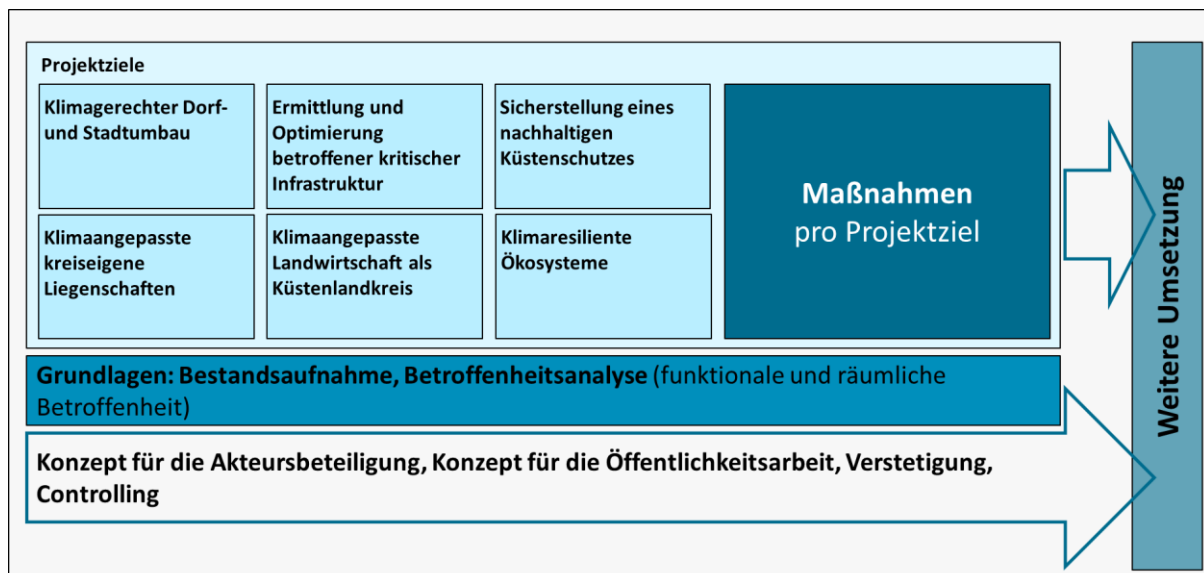 Projektziele
Klimagerechter Dorf-
und Stadtumbau
Ermittlung und
Optimierung
betroffener kritischer
Infrastruktur
Sicherstellung eines
nachhaltigen
Küstenschutzes
Klimaangepasste
kreiseigene
Liegenschaften
Klimaangepasste
Landwirtschaft als
Küstenlandkreis
Klimaresiliente
Ökosysteme
Maßnahmen
pro Projektziel
Grundlagen: Bestandsaufnahme, Betroffenheitsanalyse (funktionale und räumliche
Betroffenheit)
Konzept für die Akteursbeteiligung, Konzept für die Öffentlichkeitsarbeit, Verstetigung,
Controlling
Weitere Umsetzung